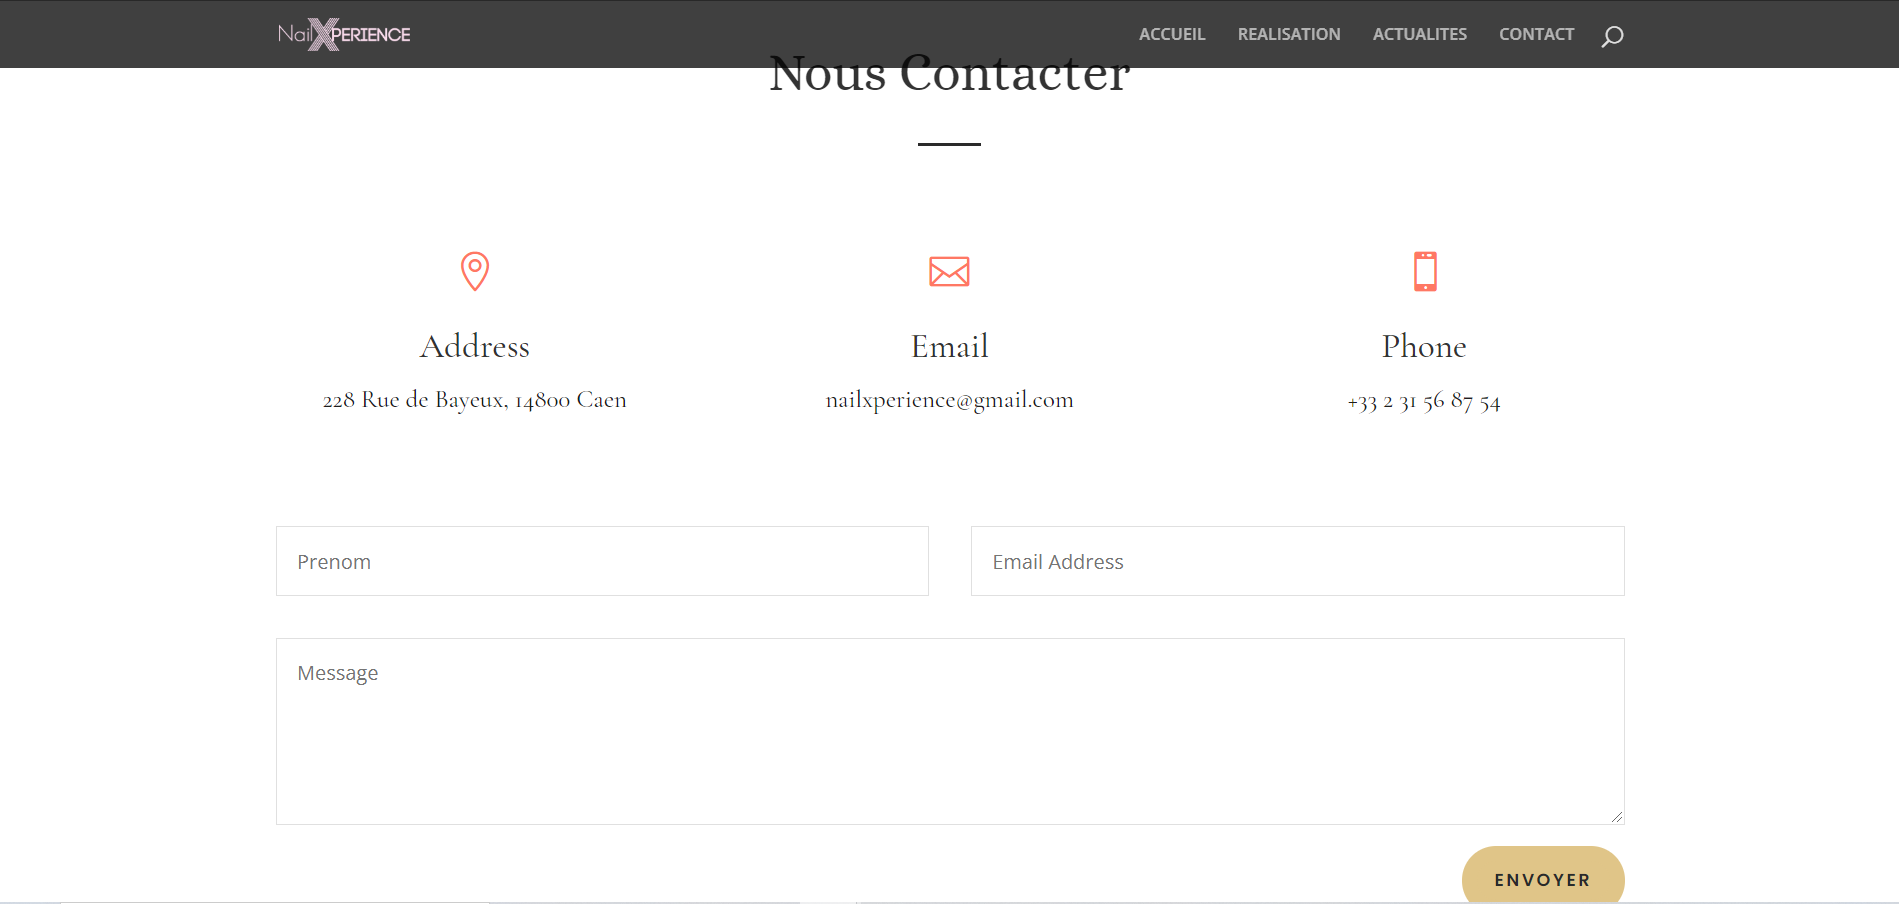 NailXPERIENCE
ACCUEIL REALISATION ACTUALITES CONTACT
Nous Contacter
Address
228 Rue de Bayeux, 14800 Caen
Email
nailxperience@gmail.com
Phone
+33 2 31 56 87 54
Prenom
Email Address
Message
ENVOYER